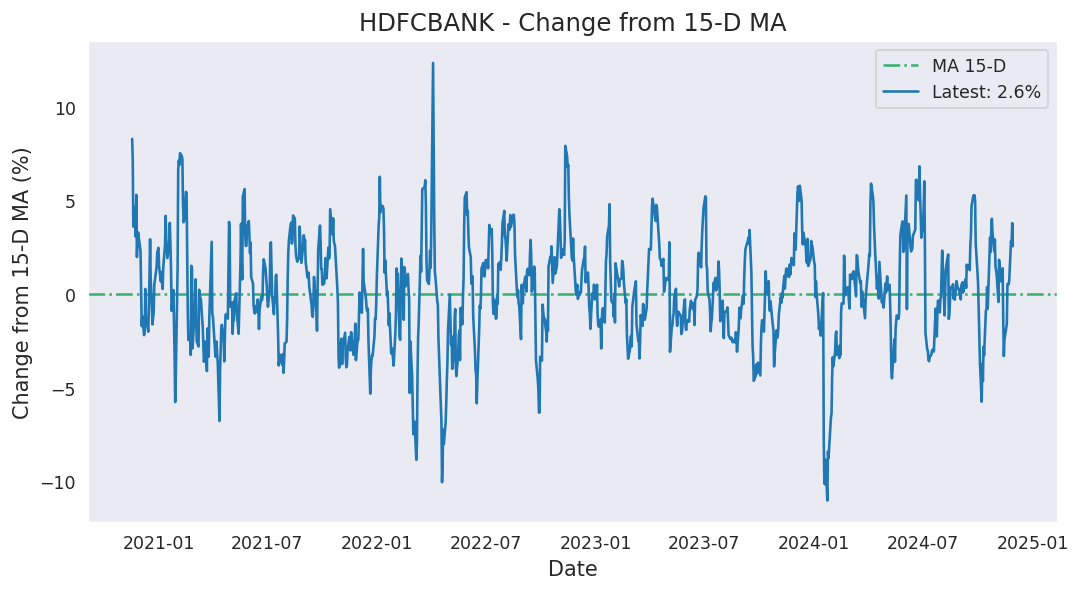 HDFCBANK - Change from 15-D MA
MA 15-D
Latest: 2.6%
Change from 15-D MA (%)
10
5
0
−5
−10
2021-01
2021-07
2022-01
2022-07
2023-01
2023-07
2024-01
2024-07
2025-01
Date